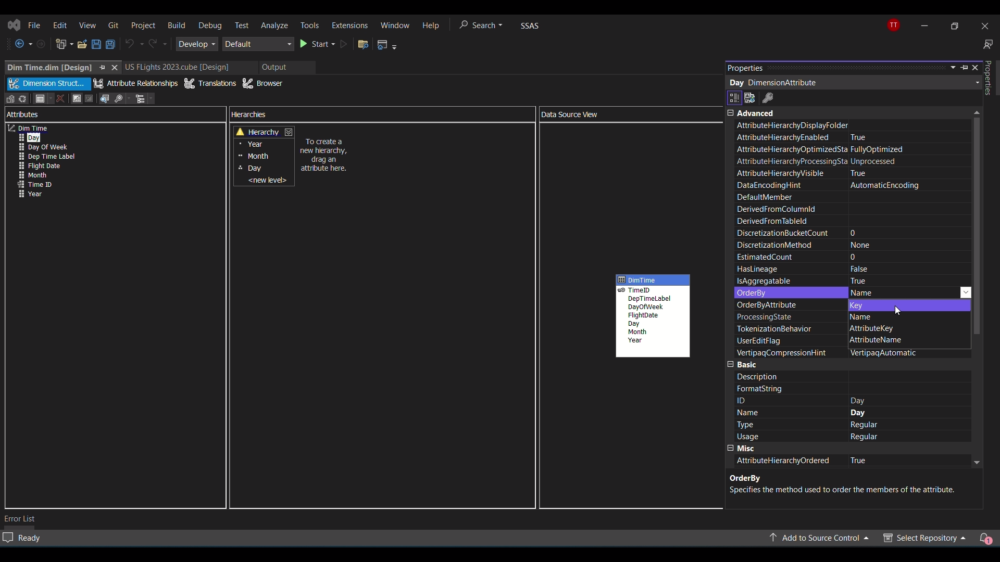 File Edit View Git Project Build Debug Test Analyze Tools Extensions Window Help Search SSAS TT
Develop Default Start
Dim Time.dim [Design] US FLights 2023.cube [Design] Output
Dimension Struct... Attribute Relationships Translations Browser
Attributes
Dim Time
Day
Day Of Week
Dep Time Label
Flight Date
Month
Time ID
Year
Hierarchies
Hierarchy
Year
Month
Day
<new level>
To create a
new hierarchy,
drag an
attribute here.
Data Source View
DimTime
TimeID
DepTimeLabel
DayOfWeek
FlightDate
Day
Month
Year
Properties
Properties
Day DimensionAttribute
Advanced
AttributeHierarchyDisplayFolder
AttributeHierarchyEnabled True
AttributeHierarchyOptimizedSta FullyOptimized
AttributeHierarchyProcessingSta Unprocessed
AttributeHierarchyVisible True
DataEncodingHint AutomaticEncoding
DefaultMember
DerivedFromColumnId
DerivedFromTableId
DiscretizationBucketCount 0
DiscretizationMethod None
EstimatedCount 0
HasLineage False
IsAggregatable True
OrderBy Name
OrderByAttribute Key
ProcessingState Name
TokenizationBehavior AttributeKey
UserEditFlag AttributeName
VertipaqCompressionHint VertipaqAutomatic
Basic
Description
FormatString
ID Day
Name Day
Type Regular
Usage Regular
Misc
AttributeHierarchyOrdered True
OrderBy
Specifies the method used to order the members of the attribute.
Error List
Ready Add to Source Control Select Repository 1